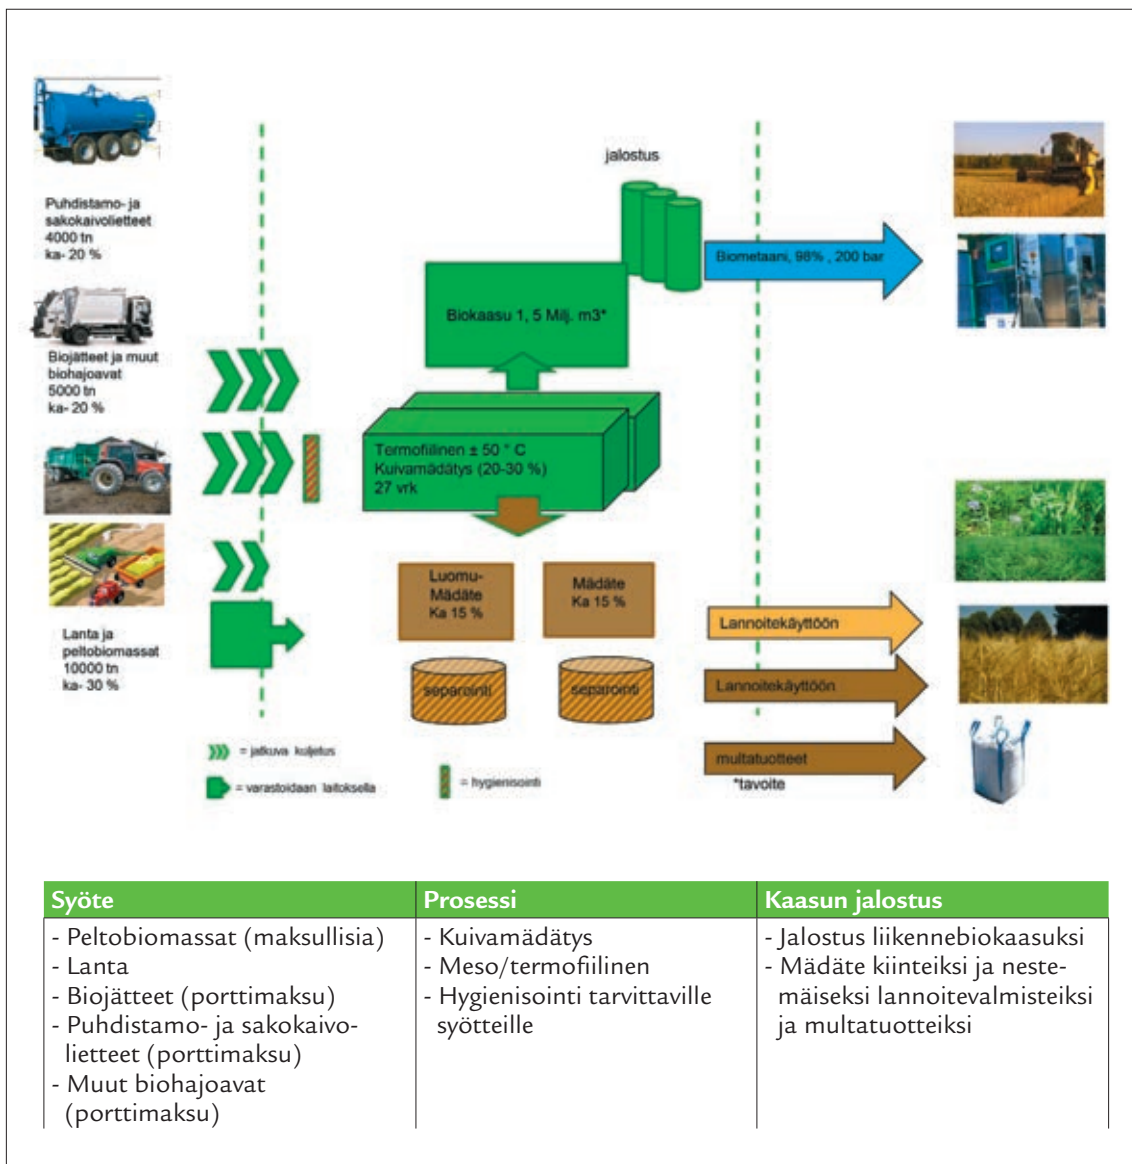 Puhdistamo- ja
sakokaivolietteet
4000 tn
ka- 20 %
Biojätteet ja muut
biohajoavat
5000 tn
ka- 20 %
Lanta ja
peltobiomassat
10000 tn
ka- 30 %
jalostus
Biometaani, 98% , 200 bar
Biokaasu 1, 5 Milj. m3*
Termofiilinen ± 50 ° C
Kuivamädätys (20-30 %)
27 vrk
Luomu-
Mädäte
Ka 15 %
Mädäte
Ka 15 %
separointi
separointi
Lannoitekäyttöön
Lannoitekäyttöön
multatuotteet
*tavoite
= jatkuva kuljetus
= varastoidaan laitoksella
= hygienisointi
Syöte
- Peltobiomassat (maksullisia)
- Lanta
- Biojätteet (porttimaksu)
- Puhdistamo- ja sakokaivo-
lietteet (porttimaksu)
- Muut biohajoavat
(porttimaksu)
Prosessi
- Kuivamädätys
- Meso/termofiilinen
- Hygienisointi tarvittaville
syötteille
Kaasun jalostus
- Jalostus liikennebiokaasuksi
- Mädäte kiinteiksi ja neste-
mäiseksi lannoitevalmisteiksi
ja multatuotteiksi